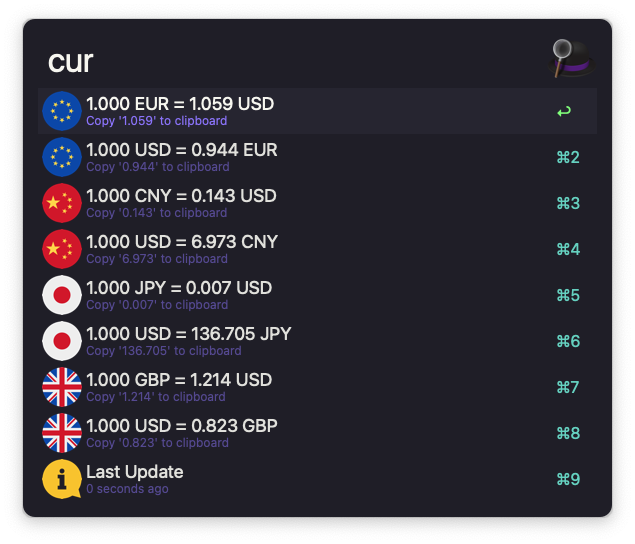 cur
1.000 EUR = 1.059 USD
Copy '1.059' to clipboard
↩
1.000 USD = 0.944 EUR
Copy '0.944' to clipboard
⌘2
1.000 CNY = 0.143 USD
Copy '0.143' to clipboard
⌘3
1.000 USD = 6.973 CNY
Copy '6.973' to clipboard
⌘4
1.000 JPY = 0.007 USD
Copy '0.007' to clipboard
⌘5
1.000 USD = 136.705 JPY
Copy '136.705' to clipboard
⌘6
1.000 GBP = 1.214 USD
Copy '1.214' to clipboard
⌘7
1.000 USD = 0.823 GBP
Copy '0.823' to clipboard
⌘8
Last Update
0 seconds ago
⌘9